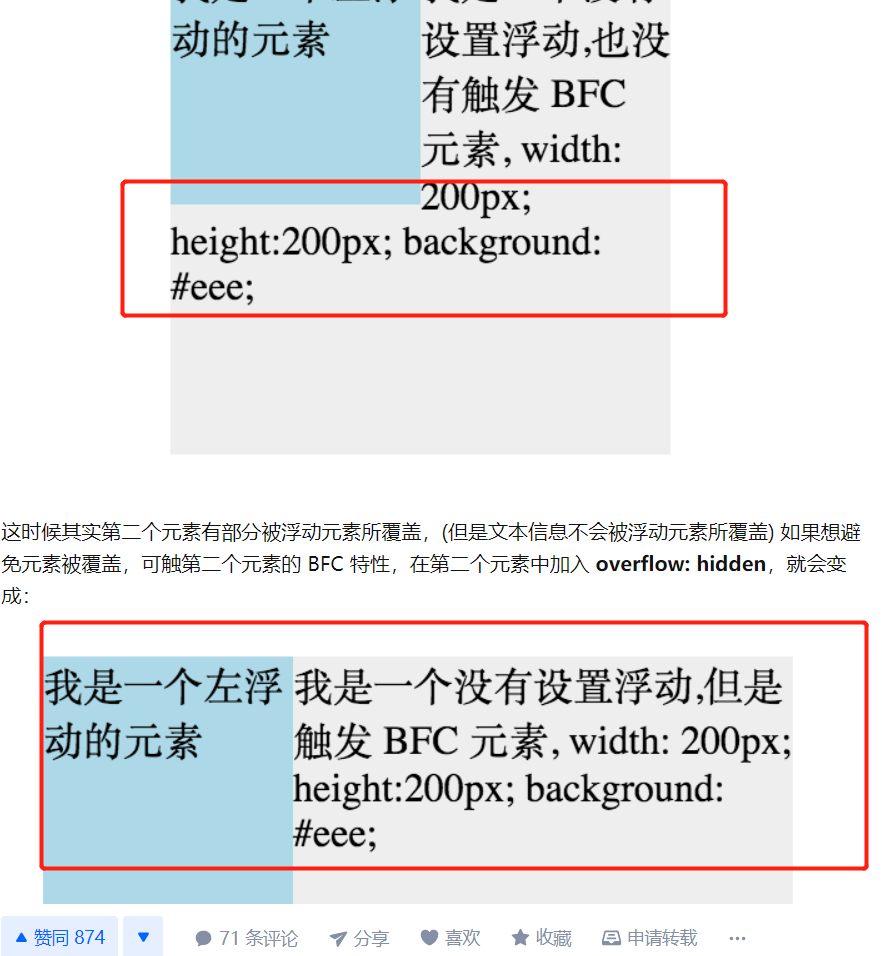 动的元素
设置浮动,也没
有触发 BFC
元素, width:
200px;
height:200px; background:
#eee;
这时候其实第二个元素有部分被浮动元素所覆盖，(但是文本信息不会被浮动元素所覆盖) 如果想避
免元素被覆盖，可触第二个元素的 BFC 特性，在第二个元素中加入 overflow: hidden，就会变
成：
我是一个左浮
动的元素
我是一个没有设置浮动,但是
触发 BFC 元素, width: 200px;
height:200px; background:
#eee;
赞同 874
71 条评论
分享
喜欢
收藏
申请转载